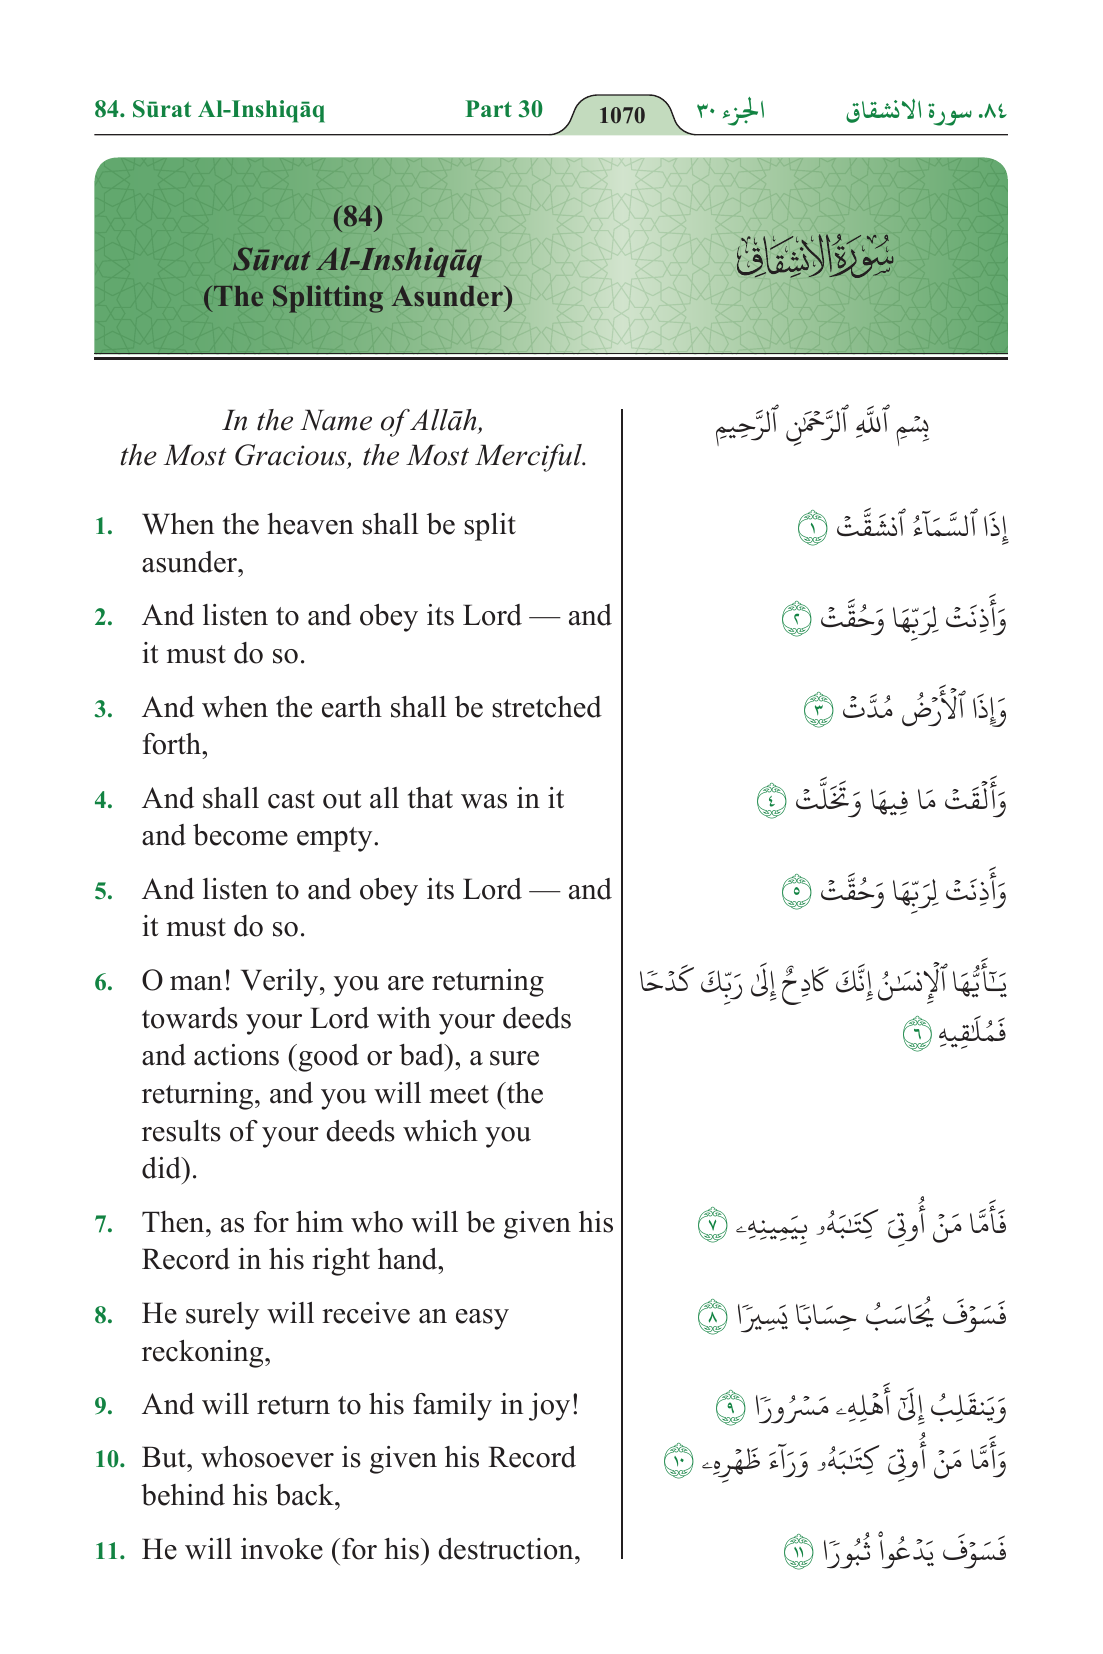 84. Sūrat Al-Inshiqāq Part 30 1070 الجزء ٣٠ ٨٤. سورة الانشقاق
(84)
Sūrat Al-Inshiqāq
(The Splitting Asunder)
سُورَةُ الانشِقَاقِ
In the Name of Allāh,
the Most Gracious, the Most Merciful.
1. When the heaven shall be split
asunder,
2. And listen to and obey its Lord — and
it must do so.
3. And when the earth shall be stretched
forth,
4. And shall cast out all that was in it
and become empty.
5. And listen to and obey its Lord — and
it must do so.
6. O man! Verily, you are returning
towards your Lord with your deeds
and actions (good or bad), a sure
returning, and you will meet (the
results of your deeds which you
did).
7. Then, as for him who will be given his
Record in his right hand,
8. He surely will receive an easy
reckoning,
9. And will return to his family in joy!
10. But, whosoever is given his Record
behind his back,
11. He will invoke (for his) destruction,
بِسْمِ ٱللَّهِ ٱلرَّحْمَٰنِ ٱلرَّحِيمِ
إِذَا ٱلسَّمَآءُ ٱنشَقَّتْ ١
وَأَذِنَتْ لِرَبِّهَا وَحُقَّتْ ٢
وَإِذَا ٱلْأَرْضُ مُدَّتْ ٣
وَأَلْقَتْ مَا فِيهَا وَتَخَلَّتْ ٤
وَأَذِنَتْ لِرَبِّهَا وَحُقَّتْ ٥
يَـٰٓأَيُّهَا ٱلْإِنسَـٰنُ إِنَّكَ كَادِحٌ إِلَىٰ رَبِّكَ كَدْحًا
فَمُلَـٰقِيهِ ٦
فَأَمَّا مَنْ أُوتِىَ كِتَـٰبَهُۥ بِيَمِينِهِۦ ٧
فَسَوْفَ يُحَاسَبُ حِسَابًا يَسِيرًا ٨
وَيَنقَلِبُ إِلَىٰٓ أَهْلِهِۦ مَسْرُورًا ٩
وَأَمَّا مَنْ أُوتِىَ كِتَـٰبَهُۥ وَرَآءَ ظَهْرِهِۦ ١٠
فَسَوْفَ يَدْعُوا۟ ثُبُورًا ١١